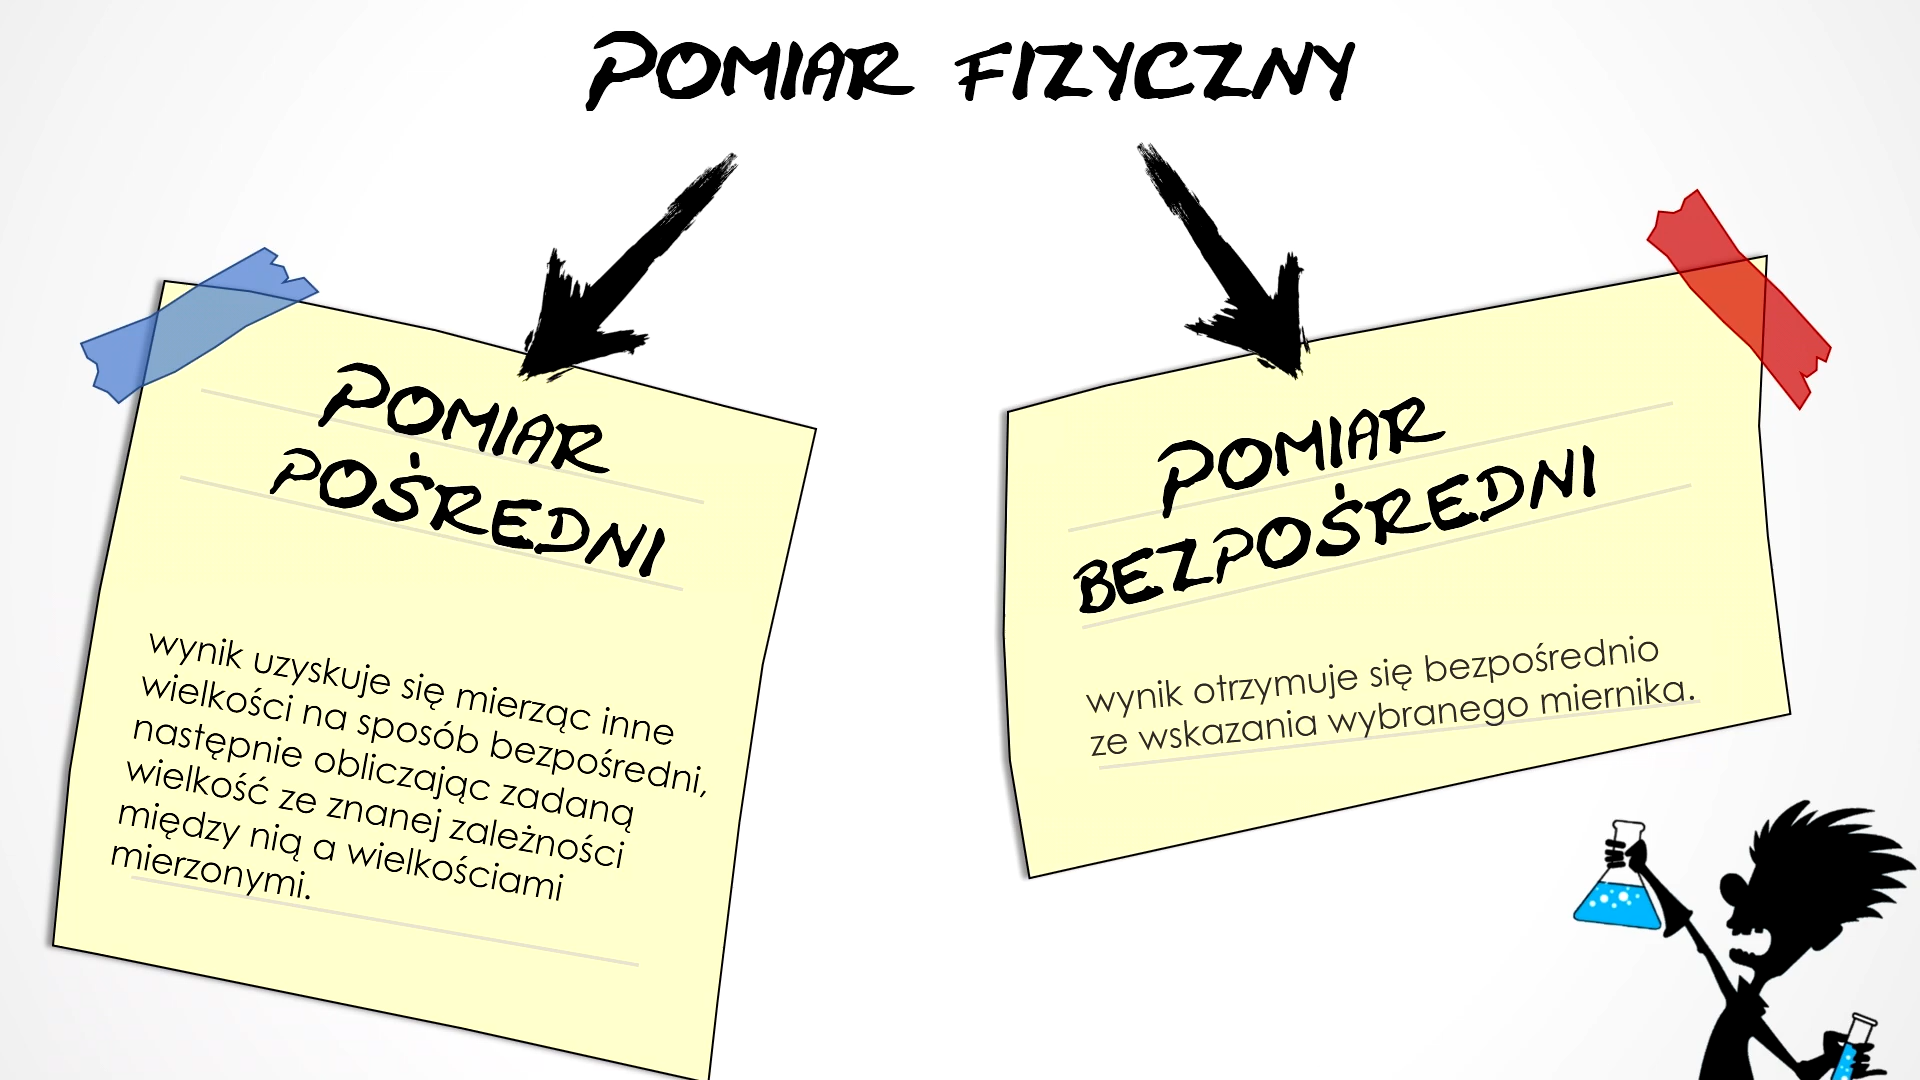 POMIAR FIZYCZNY
POMIAR
POŚREDNI
wynik uzyskuje się mierząc inne
wielkości na sposób bezpośredni,
następnie obliczając zadaną
wielkość ze znanej zależności
między nią a wielkościami
mierzonymi.
POMIAR
BEZPOŚREDNI
wynik otrzymuje się bezpośrednio
ze wskazania wybranego miernika.